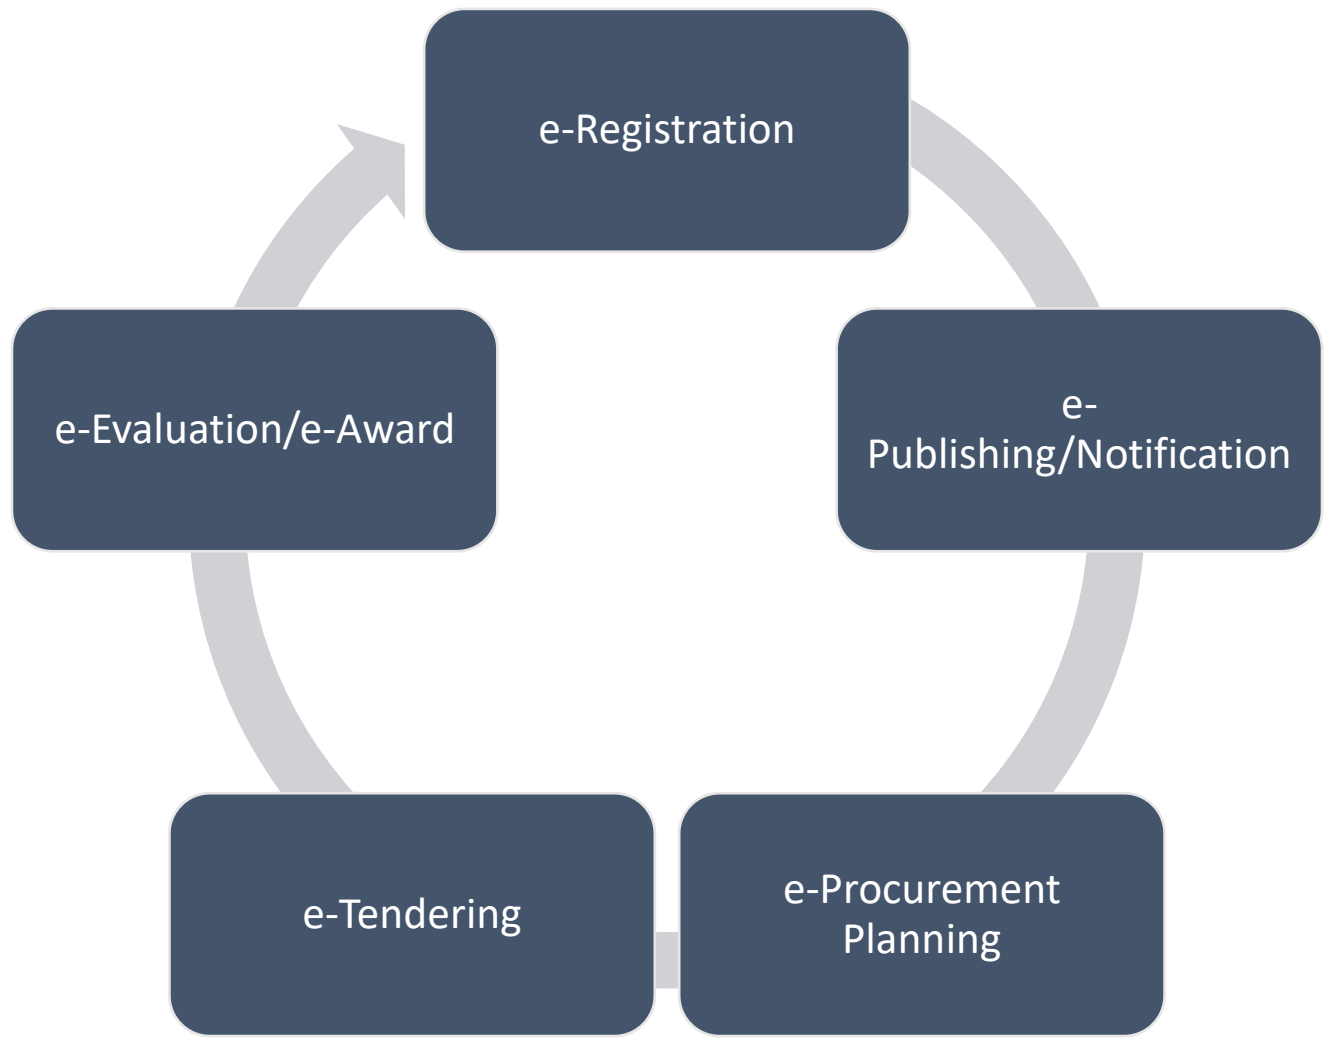 e-Registration
e-
Publishing/Notification
e-Procurement
Planning
e-Tendering
e-Evaluation/e-Award